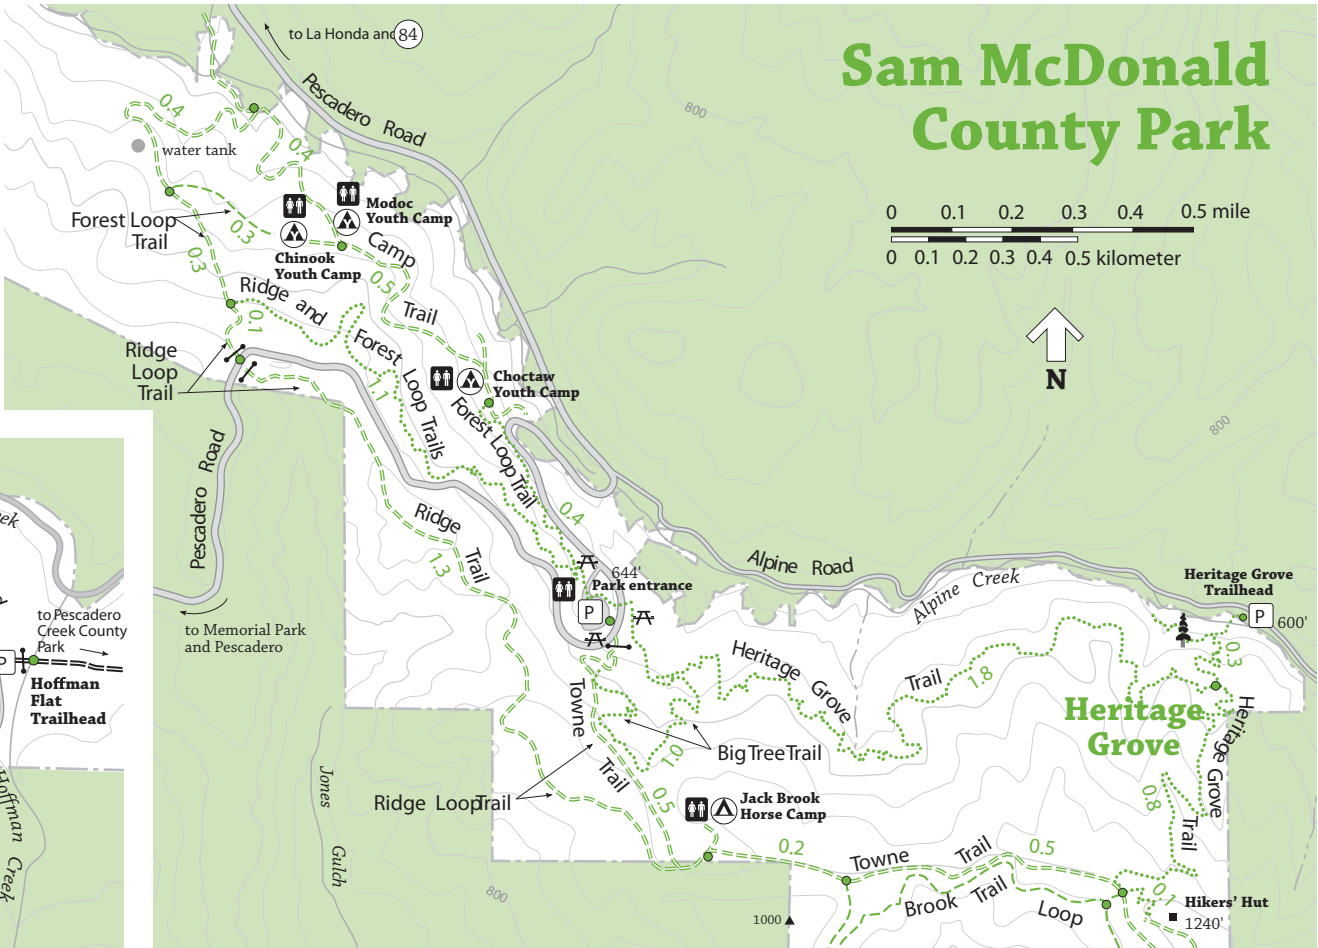 Sam McDonald
County Park
to La Honda and 84
Pescadero Road
800
0 0.1 0.2 0.3 0.4 0.5 mile
0 0.1 0.2 0.3 0.4 0.5 kilometer
N
0.4
water tank
0.4
Modoc
Youth Camp
Forest Loop
Trail
0.3
Chinook
Youth Camp
Camp
Trail
0.5
0.3
Ridge and
Forest
Loop Trails
1.1
0.1
Ridge
Loop
Trail
Choctaw
Youth Camp
Forest Loop Trail
0.4
800
Pescadero Road
Ridge
Trail
1.3
644'
Park entrance
P
Alpine Road
Alpine Creek
Heritage Grove
Trailhead
P
600'
0.3
eek
d
to Pescadero
Creek County
Park
P
Hoffman
Flat
Trailhead
Hoffman Creek
to Memorial Park
and Pescadero
Heritage Grove
Trail
1.8
Heritage
Grove
Heritage Grove
Trail
0.8
Towne
Trail
Big Tree Trail
1.0
0.5
Ridge Loop Trail
Jones
Gulch
Jack Brook
Horse Camp
0.2
Towne
Trail
0.5
Brook Trail
Loop
0.1
Hikers' Hut
1240'
800
1000